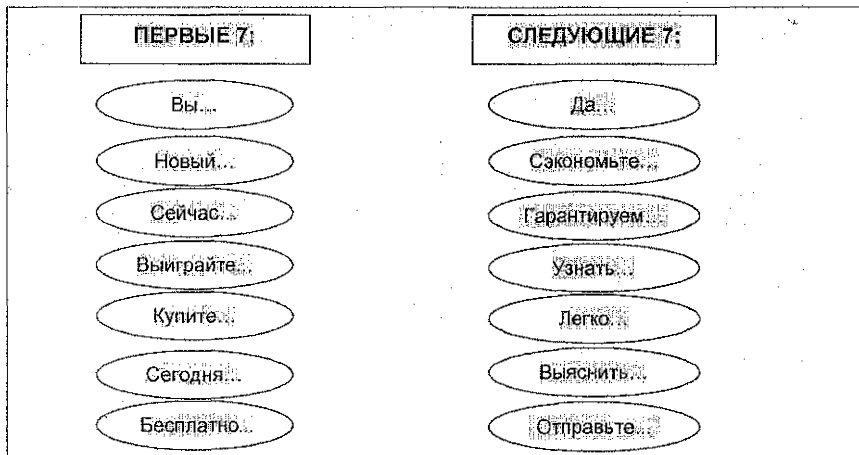 ПЕРВЫЕ 7:
Вы...
Новый...
Сейчас...
Выиграйте...
Купите...
Сегодня...
Бесплатно...
СЛЕДУЮЩИЕ 7:
Да...
Сэкономьте...
Гарантируем...
Узнать...
Легко...
Выяснить...
Отправьте...